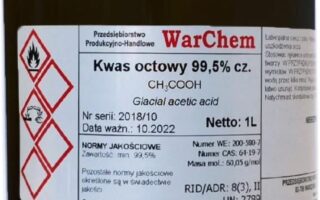 Przedsiębiorstwo
Produkcyjno-Handlowe
WarChem
Kwas octowy 99,5% cz.
CH₃COOH
Glacial acetic acid
Nr serii: 2018/10
Data ważn.: 10.2022
Netto: 1L
NORMY JAKOŚCIOWE
Zawartość min. 99,5%
Pozostałe normy jakościowe
określone są w świadectwie
jakości
Numer WE: 200-580-7
Numer CAS: 64-19-7
Masa mol.: 60,05 g/mol
RID/ADR: 8(3), II
UN: 2789